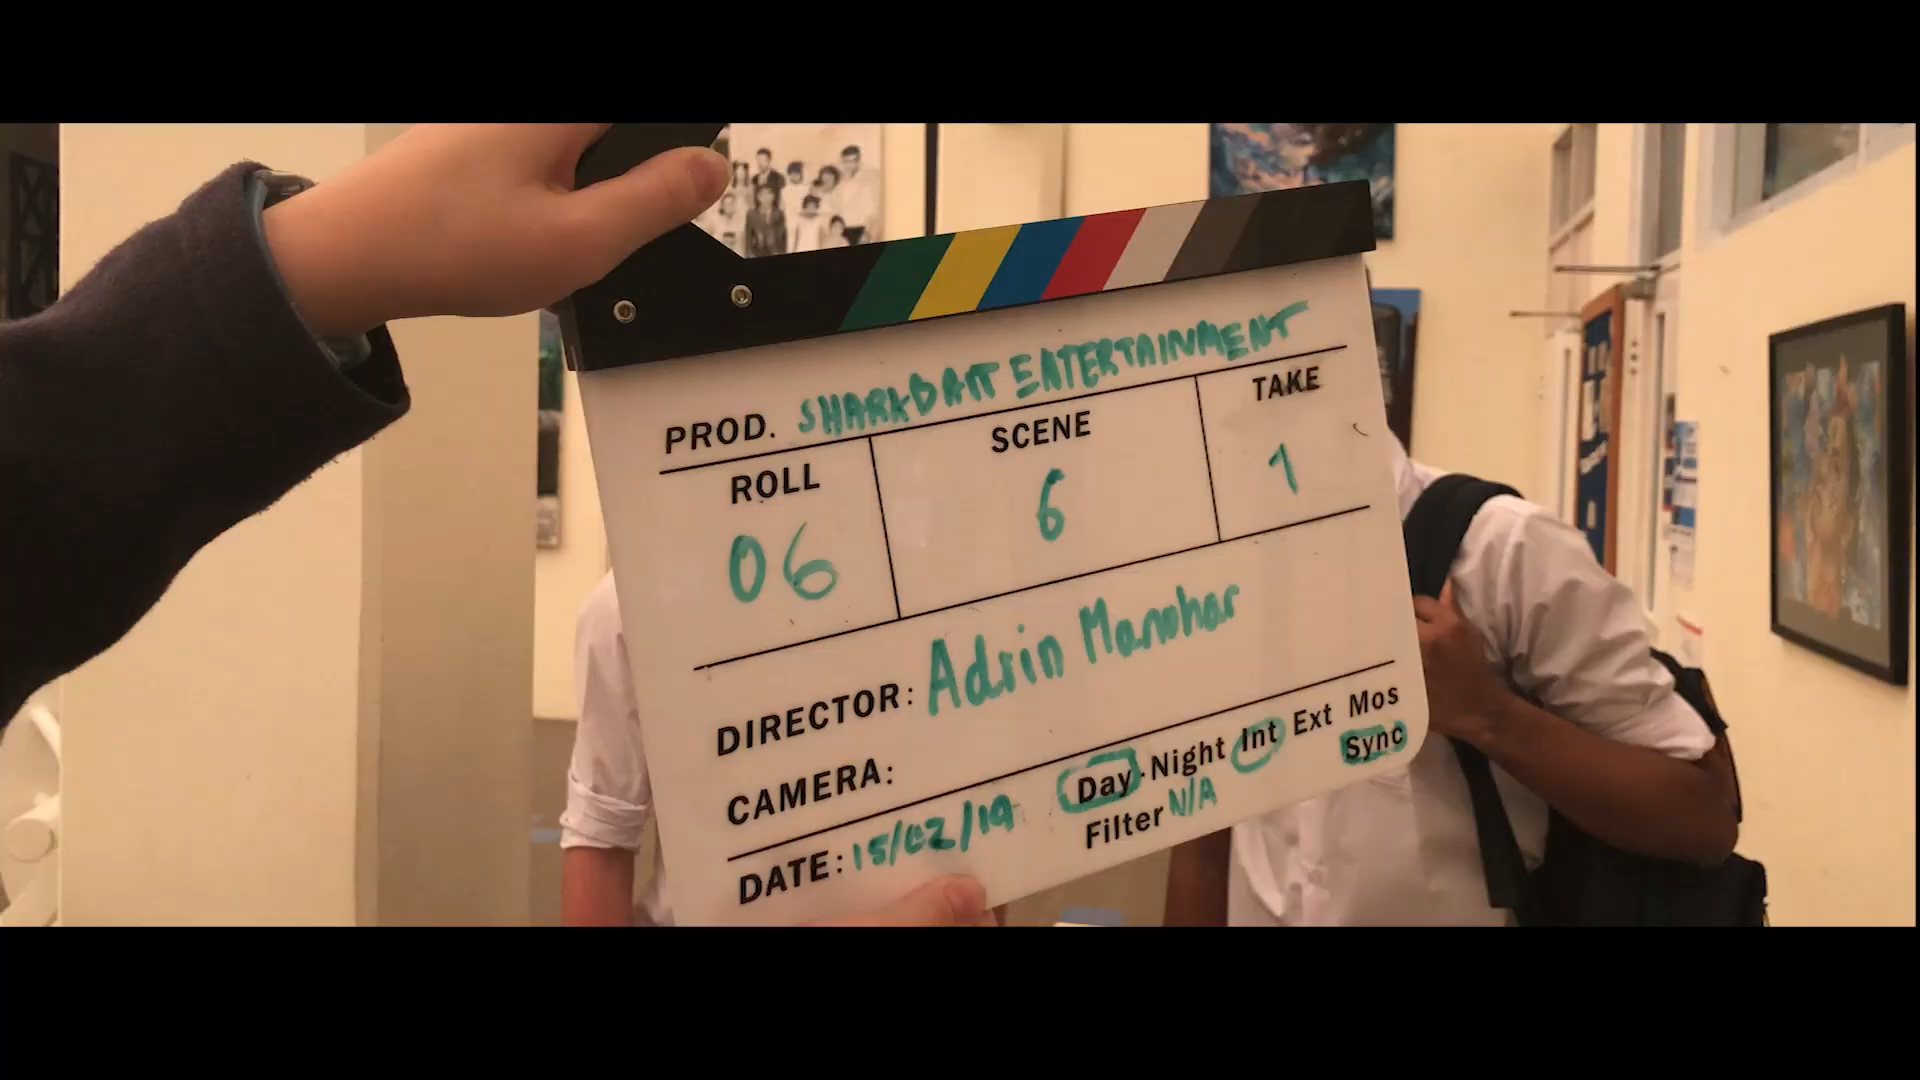 PROD. SHARKBAIT ENTERTAINMENT
ROLL SCENE TAKE
06 6 1
DIRECTOR: Adrin Manohar
CAMERA:
Day Night Int Ext Mos
DATE: 15/02/19 Filter N/A Sync